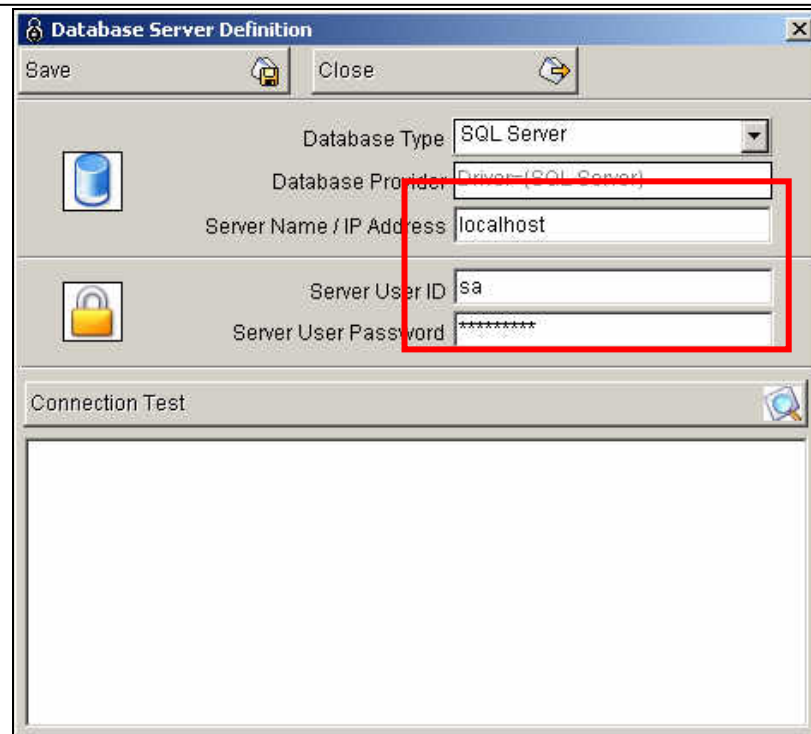 Database Server Definition
Save Close
Database Type SQL Server
Database Provider Driver={SQL Server}
Server Name / IP Address localhost
Server User ID sa
Server User Password *********
Connection Test